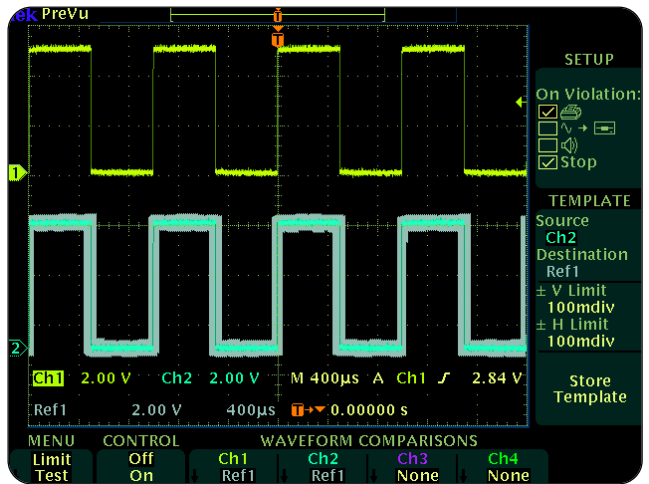 Tek PreVu
T
T
SETUP
On Violation:
Stop
1
TEMPLATE
Source
Ch2
Destination
Ref1
± V Limit
100mdiv
± H Limit
100mdiv
2
Ch1 2.00 V Ch2 2.00 V M 400µs A Ch1 2.84 V
Ref1 2.00 V 400µs T 0.00000 s
Store
Template
MENU CONTROL WAVEFORM COMPARISONS
Limit Off Ch1 Ch2 Ch3 Ch4
Test On Ref1 Ref1 None None